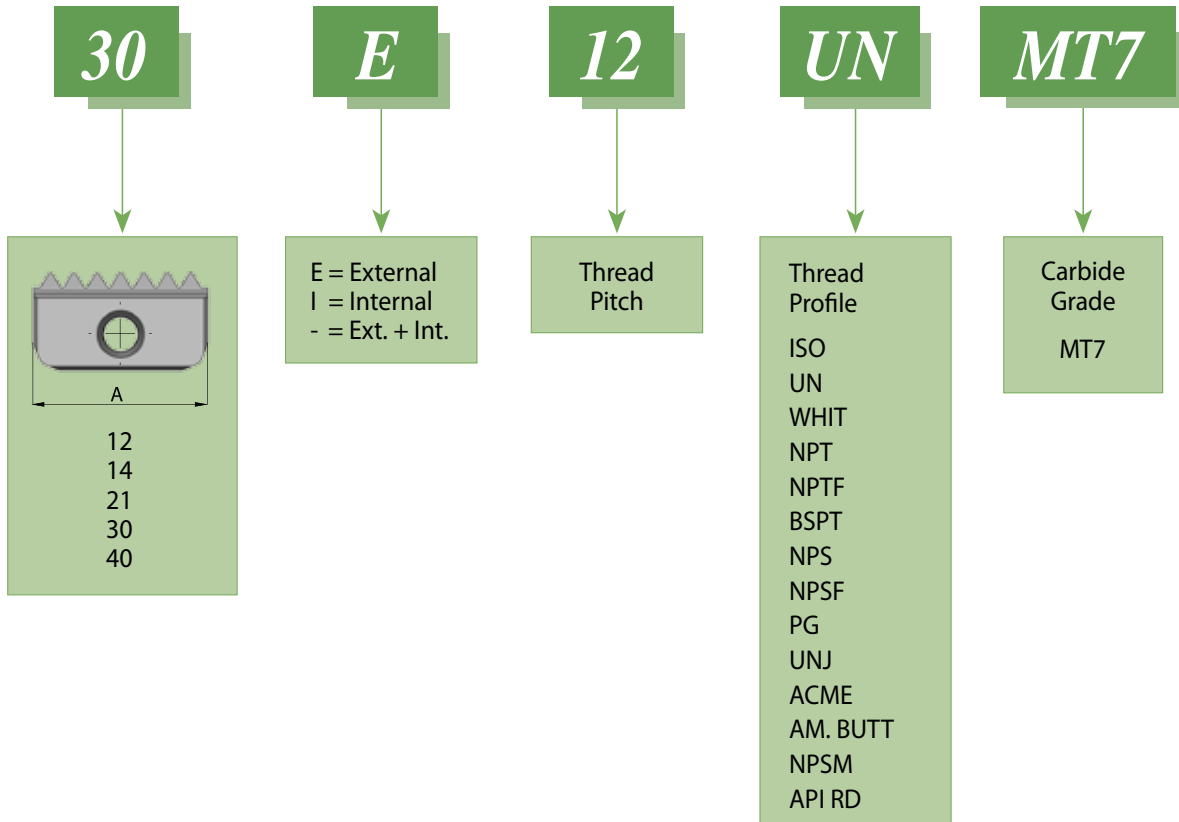 30
E
12
UN
MT7
A
12
14
21
30
40
E = External
I = Internal
- = Ext. + Int.
Thread
Pitch
Thread
Profile
ISO
UN
WHIT
NPT
NPTF
BSPT
NPS
NPSF
PG
UNJ
ACME
AM. BUTT
NPSM
API RD
Carbide
Grade
MT7